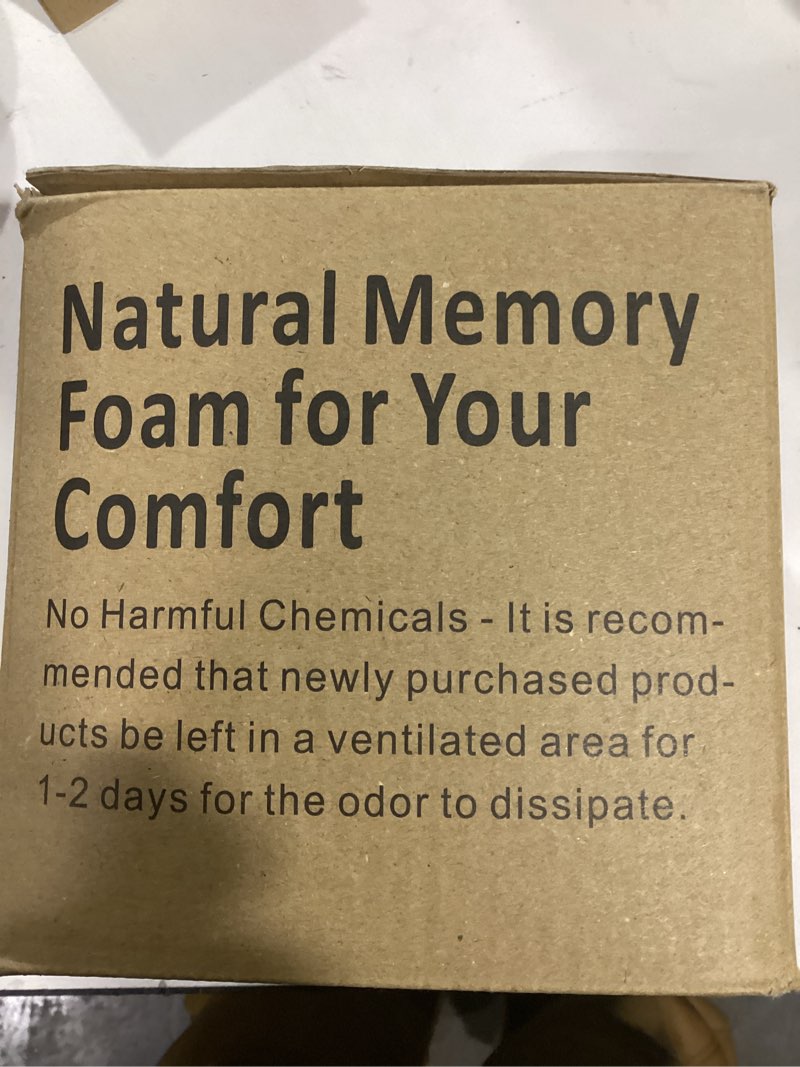 Natural Memory
Foam for Your
Comfort
No Harmful Chemicals - It is recom-
mended that newly purchased prod-
ucts be left in a ventilated area for
1-2 days for the odor to dissipate.